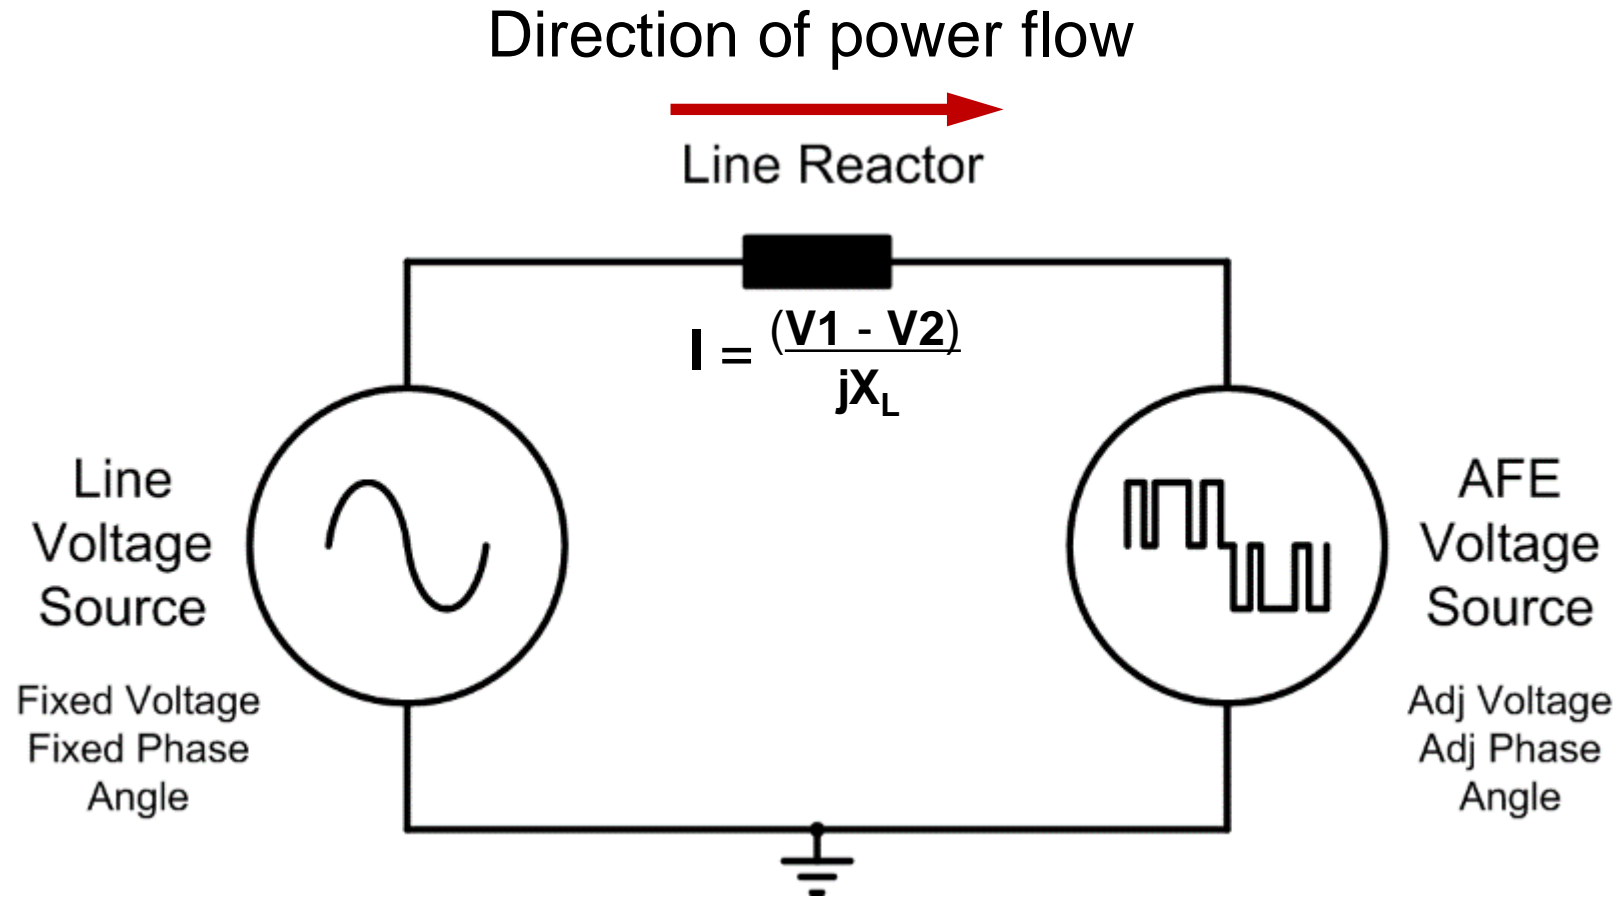 Direction of power flow
Line Reactor
I = (V1 - V2)
jXL
Line
Voltage
Source
Fixed Voltage
Fixed Phase
Angle
AFE
Voltage
Source
Adj Voltage
Adj Phase
Angle